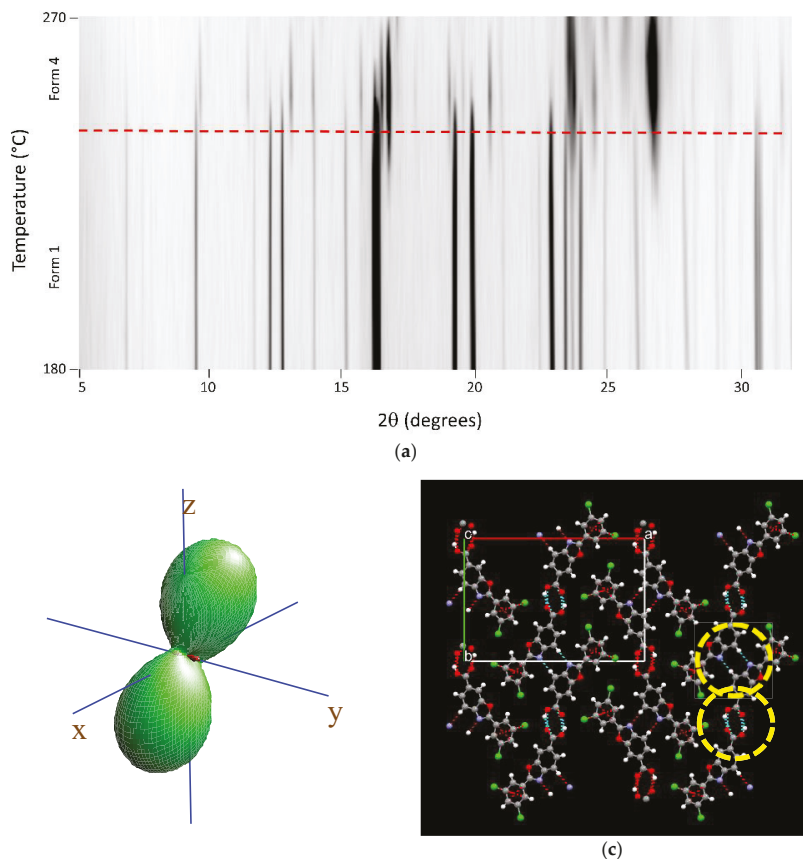 270
Form 4
Temperature (°C)
Form 1
180
5 10 15 20 25 30
2θ (degrees)
(a)
z
x
y
c
a
b
(c)